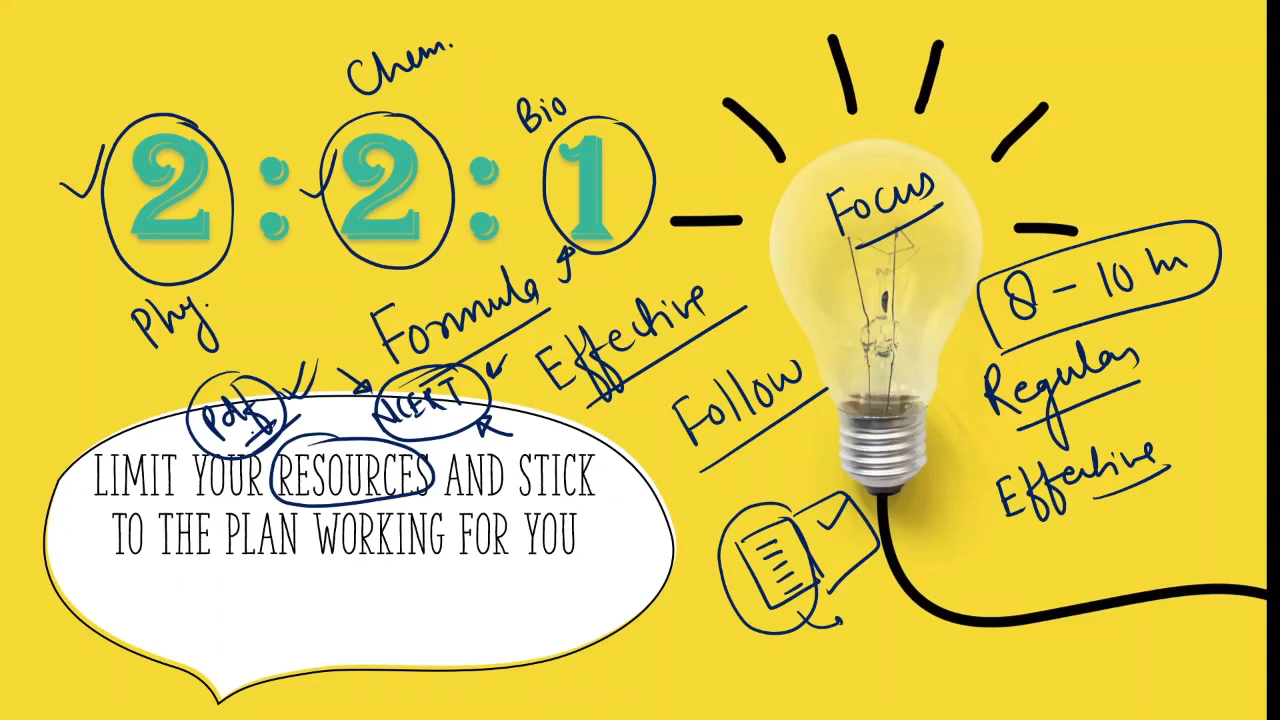 Chem.
Bio
2 : 2 : 1
Phy.
Formula
Effective
Focus
8 - 10 hr
Regular
Effective
Follow
Pdf
NCERT
LIMIT YOUR RESOURCES AND STICK
TO THE PLAN WORKING FOR YOU